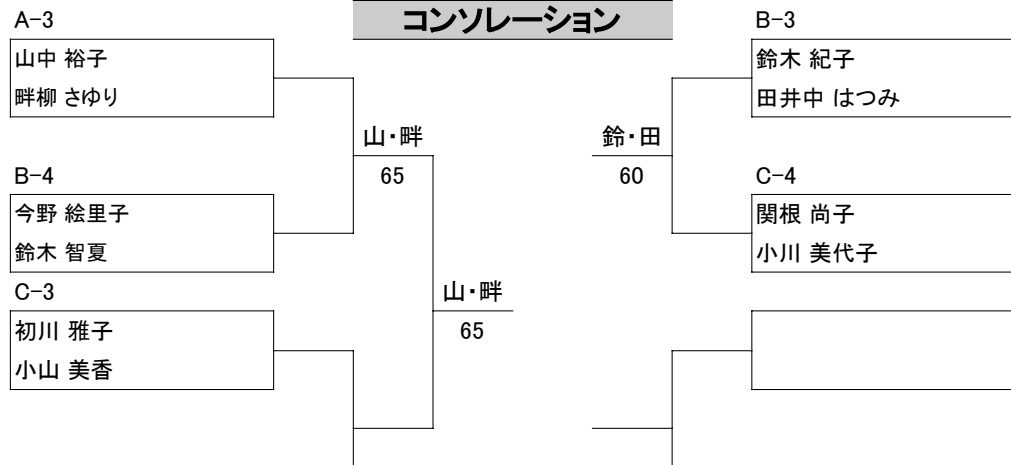 コンソレーション
A-3
山中 裕子
畔柳 さゆり
山・畔
65
B-4
今野 絵里子
鈴木 智夏
C-3
初川 雅子
小山 美香
山・畔
65
B-3
鈴木 紀子
田井中 はつみ
鈴・田
60
C-4
関根 尚子
小川 美代子